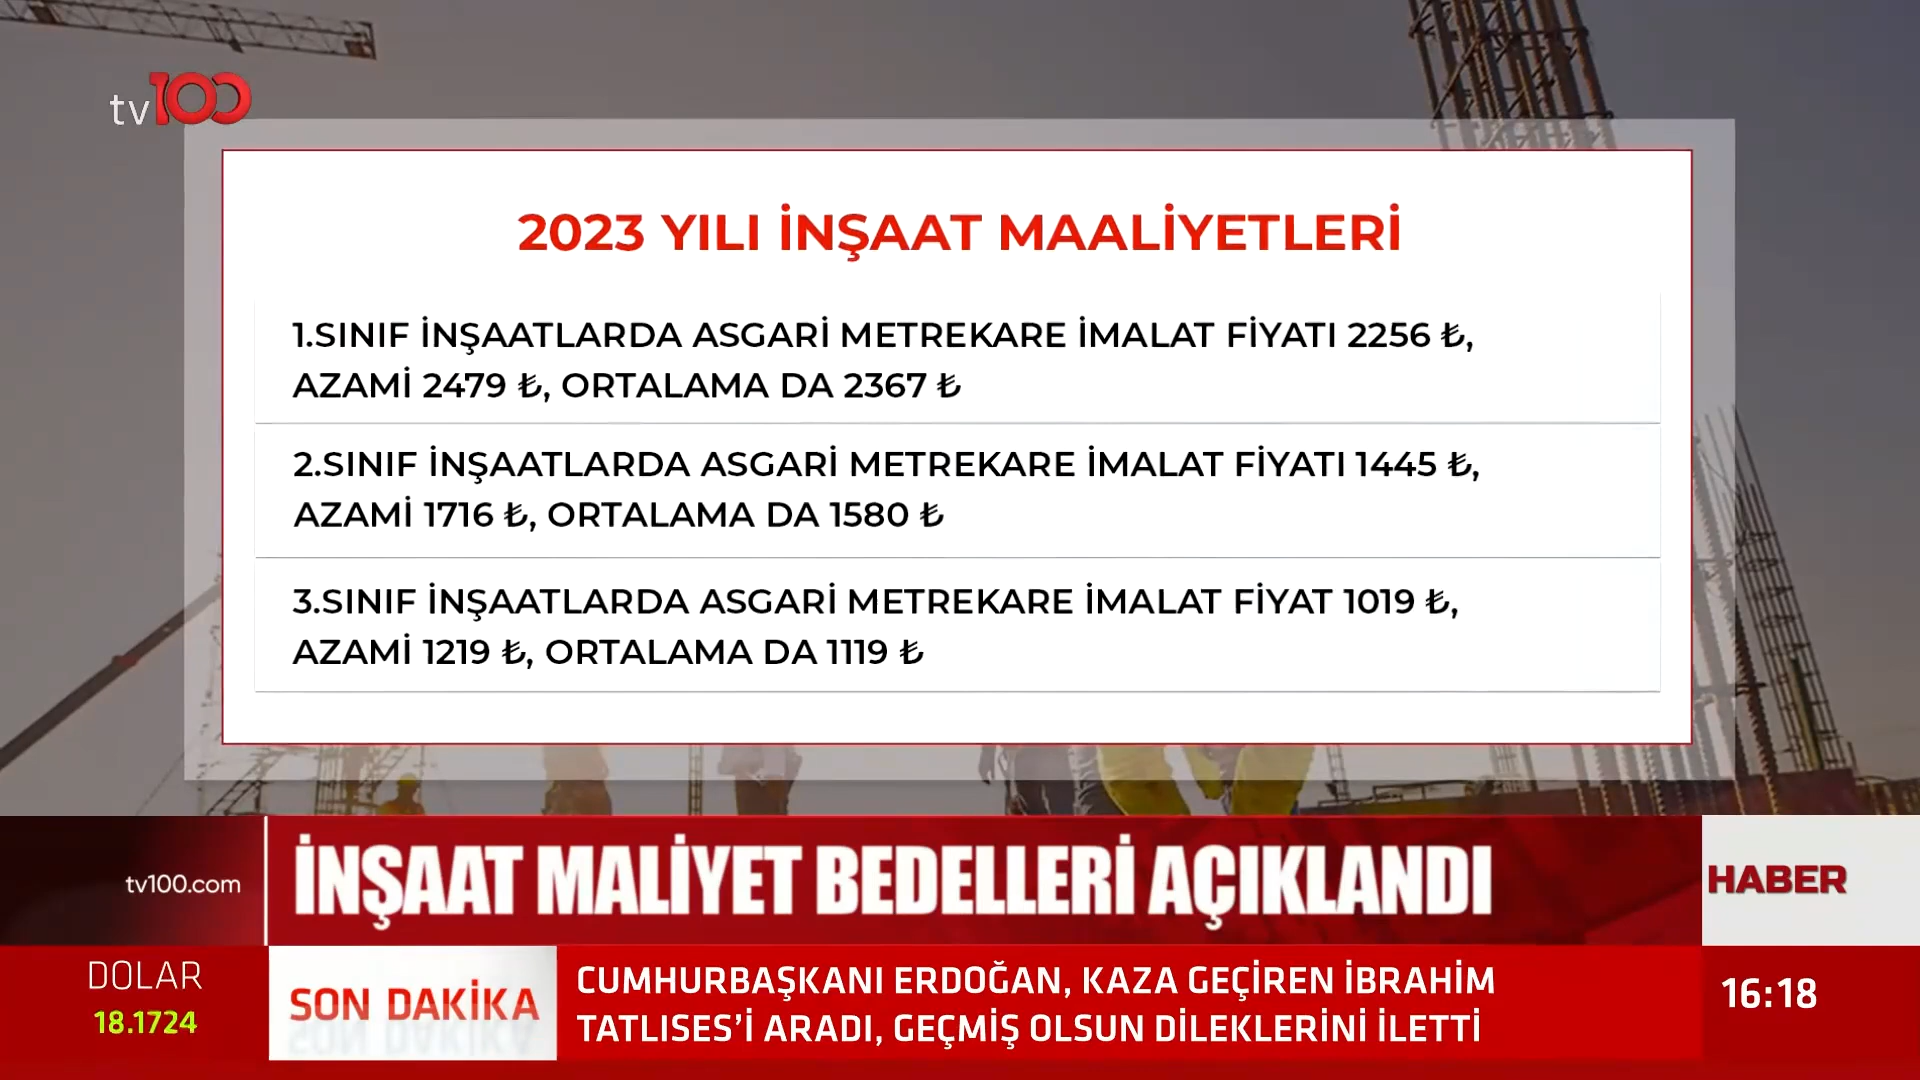 tv100
2023 YILI İNŞAAT MAALİYETLERİ
1.SINIF İNŞAATLARDA ASGARİ METREKARE İMALAT FİYATI 2256 ₺,
AZAMİ 2479 ₺, ORTALAMA DA 2367 ₺
2.SINIF İNŞAATLARDA ASGARİ METREKARE İMALAT FİYATI 1445 ₺,
AZAMİ 1716 ₺, ORTALAMA DA 1580 ₺
3.SINIF İNŞAATLARDA ASGARİ METREKARE İMALAT FİYAT 1019 ₺,
AZAMİ 1219 ₺, ORTALAMA DA 1119 ₺
tv100.com
İNŞAAT MALİYET BEDELLERİ AÇIKLANDI
HABER
DOLAR
18.1724
SON DAKİKA
CUMHURBAŞKANI ERDOĞAN, KAZA GEÇİREN İBRAHİM
TATLISES’İ ARADI, GEÇMİŞ OLSUN DİLEKLERİNİ İLETTİ
16:18